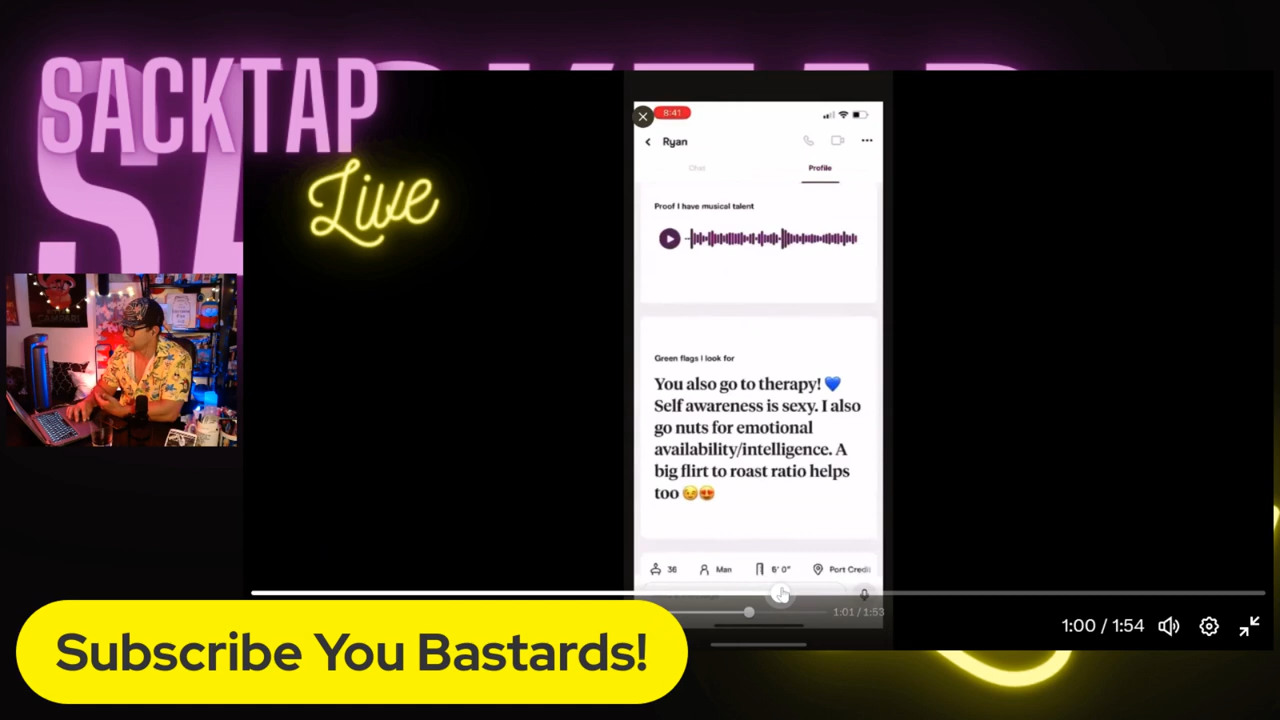 SACKTAP
Live
8:41
Ryan
Chat
Profile
Proof I have musical talent
Green flags I look for
You also go to therapy! 💙
Self awareness is sexy. I also
go nuts for emotional
availability/intelligence. A
big flirt to roast ratio helps
too 😉😍
36
Man
6' 0"
Port Credit
1:01 / 1:53
1:00 / 1:54
Subscribe You Bastards!